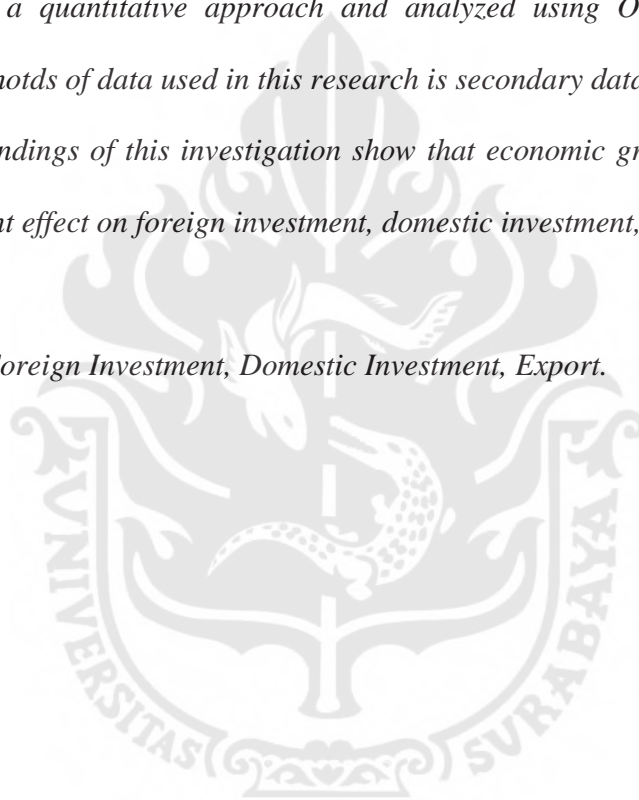 a quantitative approach and analyzed using O
notds of data used in this research is secondary data
ndings of this investigation show that economic gr
nt effect on foreign investment, domestic investment,
oreign Investment, Domestic Investment, Export.
UNIVERSITAS SURABAYA